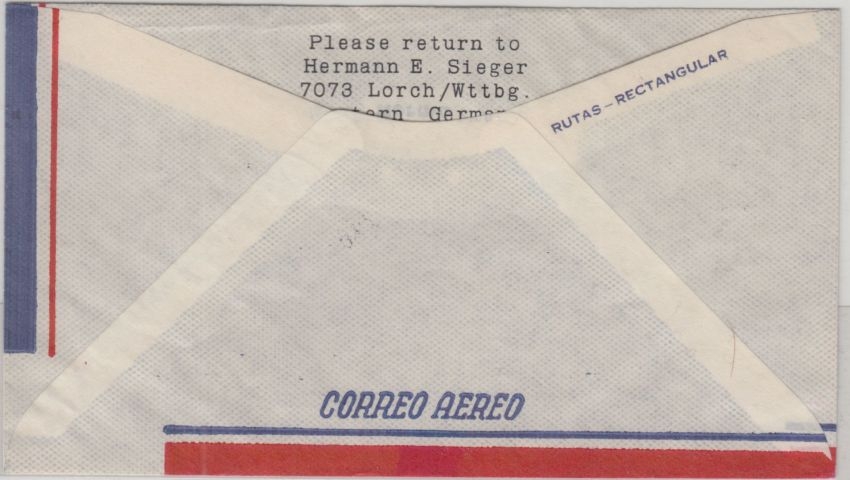 Please return to
Hermann E. Sieger
7073 Lorch/Wttbg.
RUTAS-RECTANGULAR
CORREO AEREO